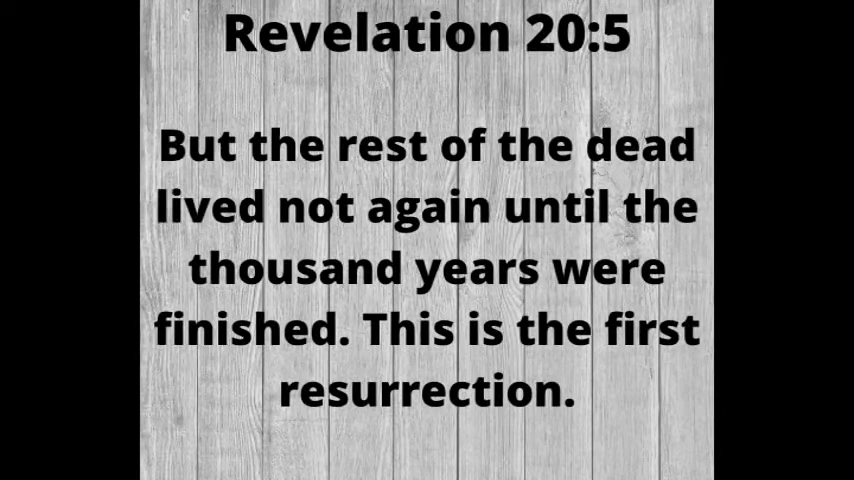 Revelation 20:5
But the rest of the dead
lived not again until the
thousand years were
finished. This is the first
resurrection.